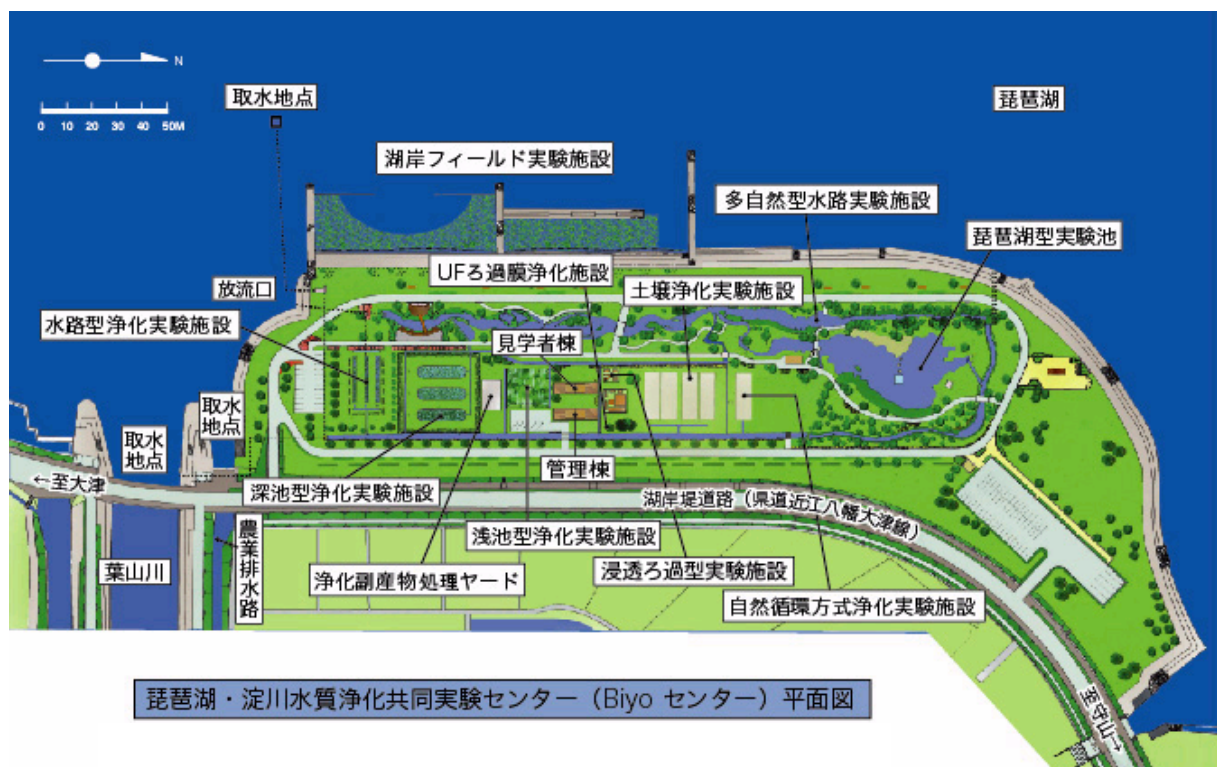 N
0 10 20 30 40 50M
取水地点
琵琶湖
湖岸フィールド実験施設
多自然型水路実験施設
琵琶湖型実験池
UFろ過膜浄化施設
放流口
土壌浄化実験施設
水路型浄化実験施設
見学者棟
取水
地点
取水
地点
管理棟
←至大津
深池型浄化実験施設
湖岸堤道路(県道近江八幡大津線)
浅池型浄化実験施設
農業排水路
葉山川
浄化副産物処理ヤード
浸透ろ過型実験施設
自然循環方式浄化実験施設
至守山→
琵琶湖・淀川水質浄化共同実験センター(Biyo センター)平面図